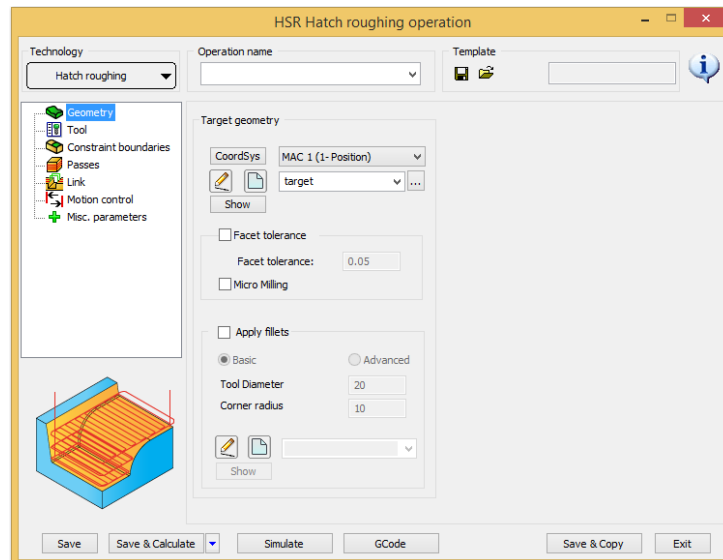 HSR Hatch roughing operation
Technology
Operation name
Template
Hatch roughing
Geometry
Tool
Constraint boundaries
Passes
Link
Motion control
Misc. parameters
Target geometry
CoordSys MAC 1 (1- Position)
target ...
Show
Facet tolerance
Facet tolerance: 0.05
Micro Milling
Apply fillets
Basic Advanced
Tool Diameter 20
Corner radius 10
Show
Save Save & Calculate Simulate GCode Save & Copy Exit